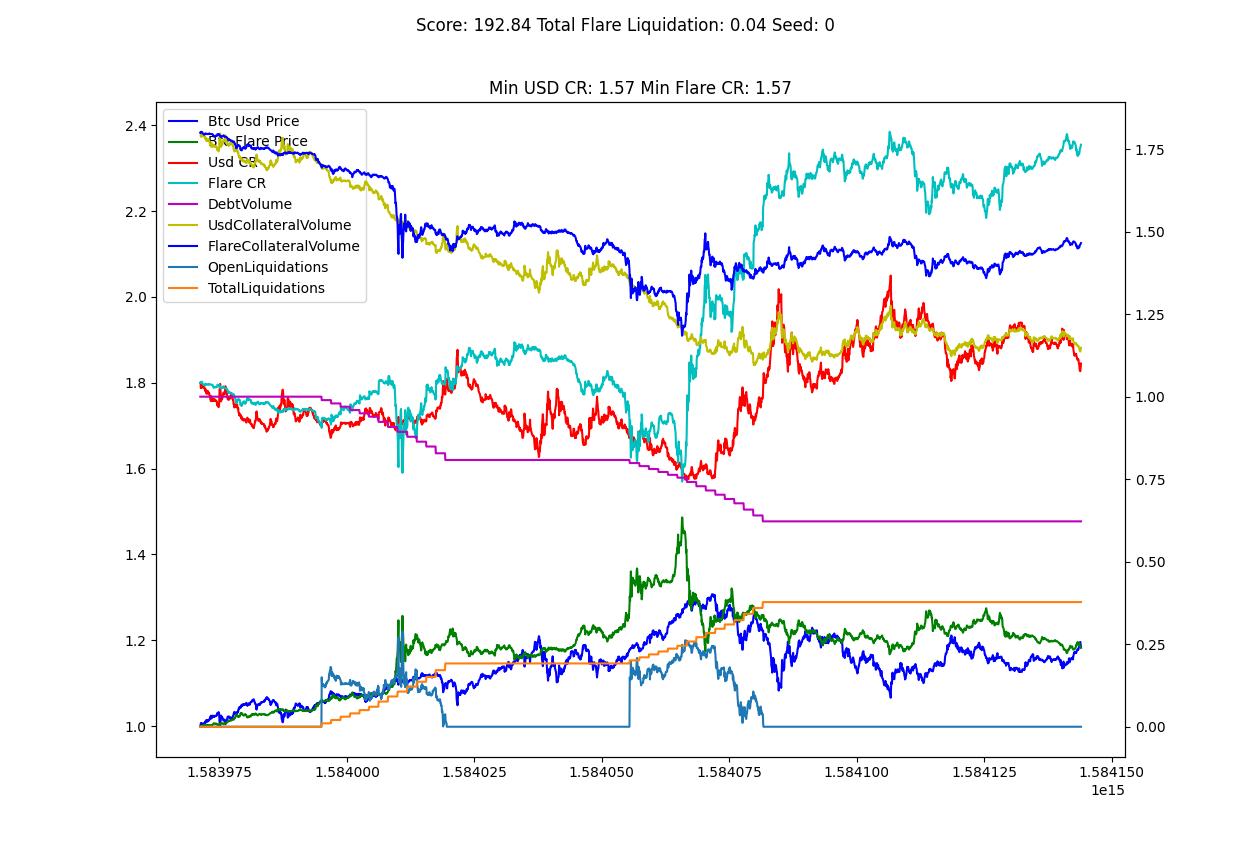 Score: 192.84 Total Flare Liquidation: 0.04 Seed: 0
Min USD CR: 1.57 Min Flare CR: 1.57
Btc Usd Price
Btc Flare Price
Usd CR
Flare CR
DebtVolume
UsdCollateralVolume
FlareCollateralVolume
OpenLiquidations
TotalLiquidations
2.4
2.2
2.0
1.8
1.6
1.4
1.2
1.0
1.75
1.50
1.25
1.00
0.75
0.50
0.25
0.00
1.583975 1.584000 1.584025 1.584050 1.584075 1.584100 1.584125 1.584150
1e15